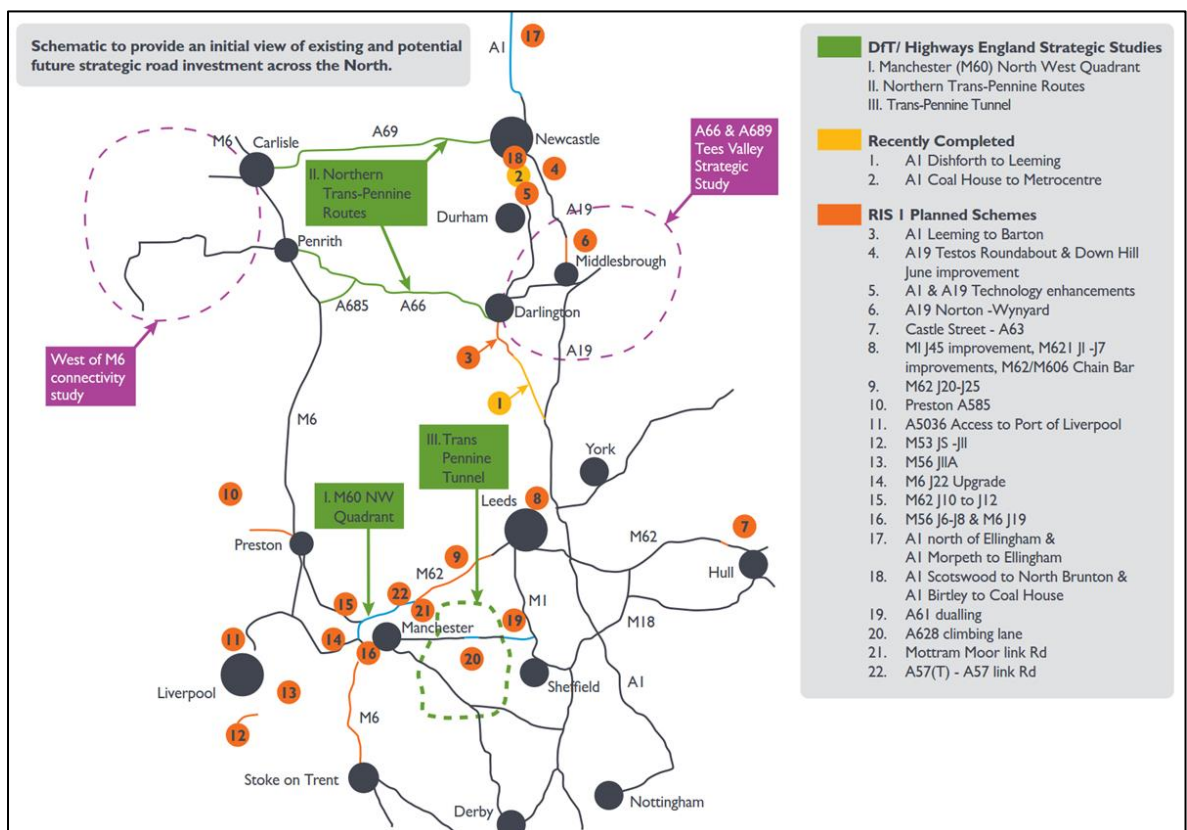 Schematic to provide an initial view of existing and potential
future strategic road investment across the North.
A1
17
M6
Carlisle
A69
Newcastle
18
2
4
5
II. Northern
Trans-Pennine
Routes
A66 & A689
Tees Valley
Strategic
Study
Durham
A19
6
Penrith
Middlesbrough
A685
A66
Darlington
West of M6
connectivity
study
3
A19
1
M6
III. Trans
Pennine
Tunnel
York
10
I. M60 NW
Quadrant
Leeds
8
Preston
9
M62
M62
7
Hull
22
21
15
M1
19
M18
Manchester
14
16
20
11
Liverpool
13
Sheffield
A1
12
M6
Stoke on Trent
Derby
Nottingham
DfT/ Highways England Strategic Studies
I. Manchester (M60) North West Quadrant
II. Northern Trans-Pennine Routes
III. Trans-Pennine Tunnel
Recently Completed
1. A1 Dishforth to Leeming
2. A1 Coal House to Metrocentre
RIS 1 Planned Schemes
3. A1 Leeming to Barton
4. A19 Testos Roundabout & Down Hill
June improvement
5. A1 & A19 Technology enhancements
6. A19 Norton -Wynyard
7. Castle Street - A63
8. M1 J45 improvement, M621 J1 -J7
improvements, M62/M606 Chain Bar
9. M62 J20-J25
10. Preston A585
11. A5036 Access to Port of Liverpool
12. M53 J5 -J11
13. M56 J11A
14. M6 J22 Upgrade
15. M62 J10 to J12
16. M56 J6-J8 & M6 J19
17. A1 north of Ellingham &
A1 Morpeth to Ellingham
18. A1 Scotswood to North Brunton &
A1 Birtley to Coal House
19. A61 dualling
20. A628 climbing lane
21. Mottram Moor link Rd
22. A57(T) - A57 link Rd